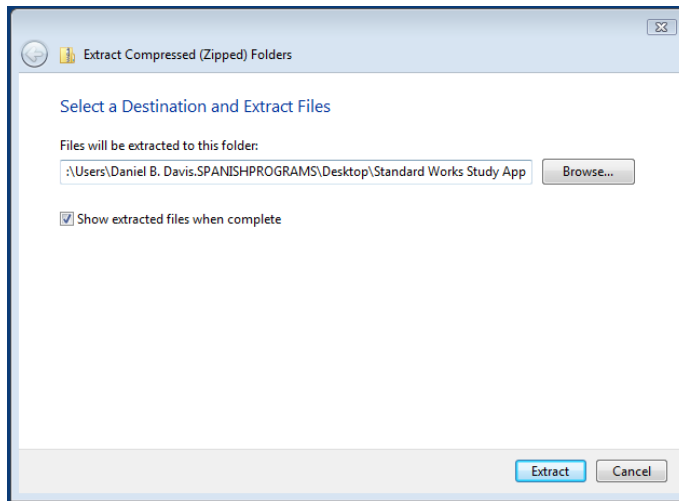 Extract Compressed (Zipped) Folders
Select a Destination and Extract Files
Files will be extracted to this folder:
:\Users\Daniel B. Davis.SPANISHPROGRAMS\Desktop\Standard Works Study App
Browse...
Show extracted files when complete
Extract
Cancel